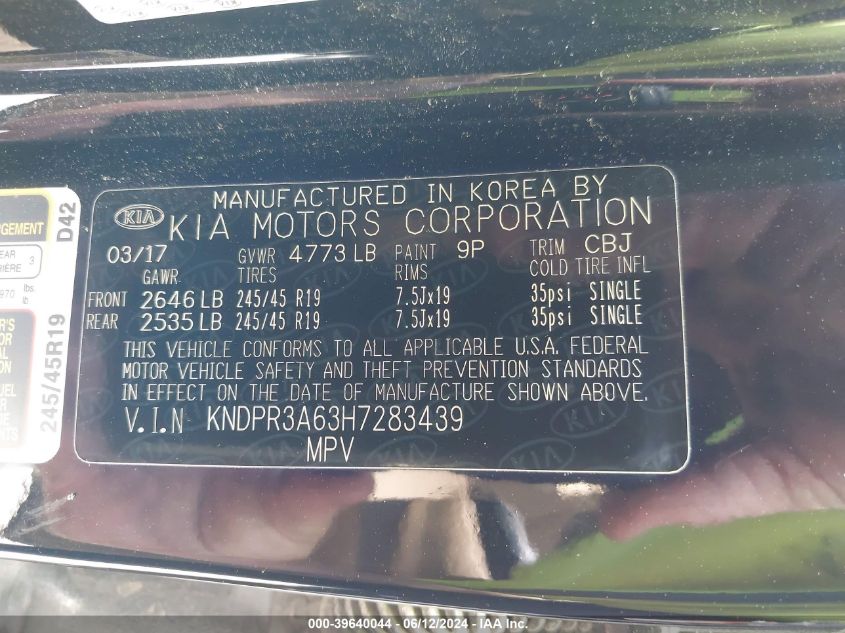 MANUFACTURED IN KOREA BY
KIA KIA MOTORS CORPORATION
03/17 GVWR 4773 LB PAINT 9P TRIM CBJ
GAWR TIRES RIMS COLD TIRE INFL
FRONT 2646 LB 245/45 R19 7.5Jx19 35psi SINGLE
REAR 2535 LB 245/45 R19 7.5Jx19 35psi SINGLE
THIS VEHICLE CONFORMS TO ALL APPLICABLE U.S.A. FEDERAL
MOTOR VEHICLE SAFETY AND THEFT PREVENTION STANDARDS
IN EFFECT ON THE DATE OF MANUFACTURE SHOWN ABOVE.
V.I.N KNDPR3A63H7283439
MPV
D42
245/45R19
3
lbs.
000-39640044 - 06/12/2024 - IAA Inc.